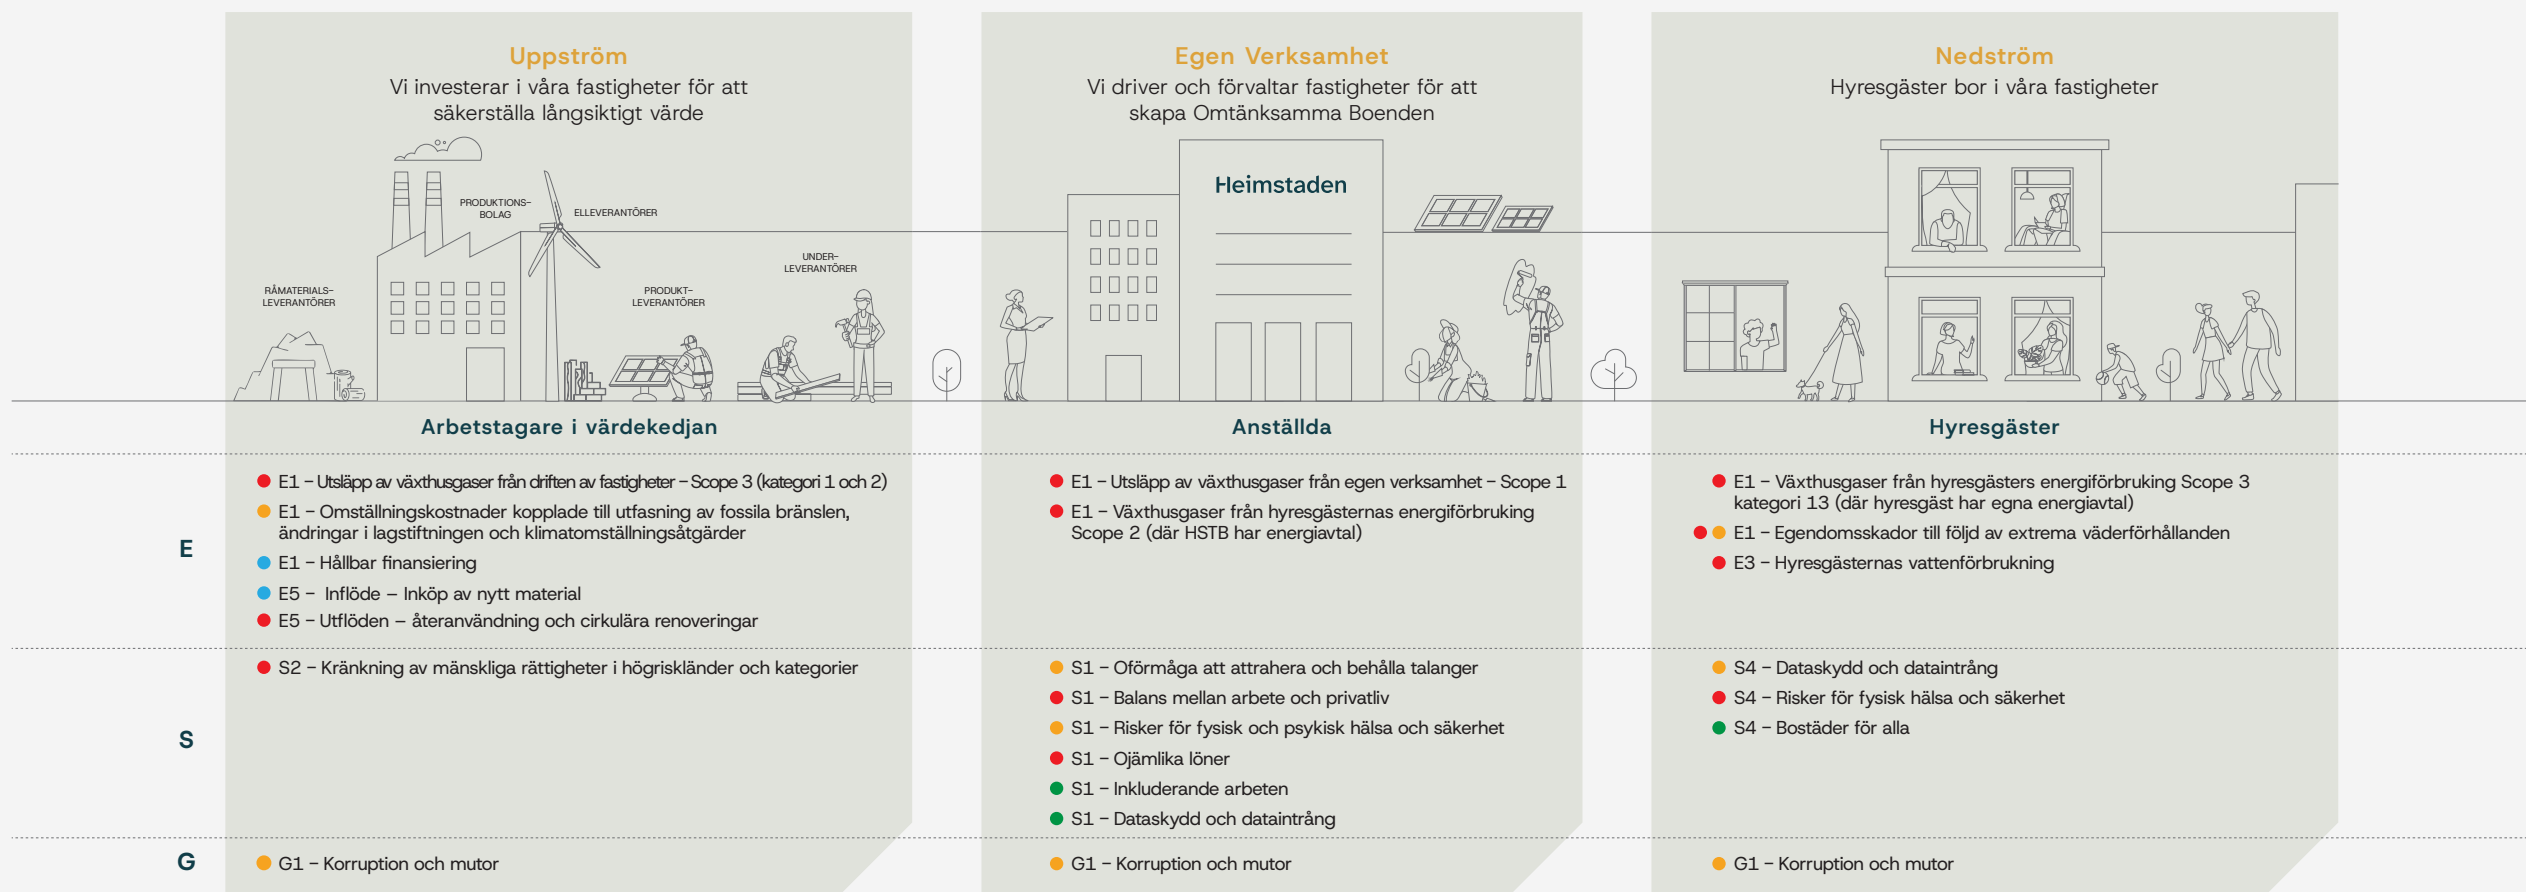 Uppström
Vi investerar i våra fastigheter för att
säkerställa långsiktigt värde
PRODUKTIONS-
BOLAG
ELLEVERANTÖRER
UNDER-
LEVERANTÖRER
RÅMATERIALS-
LEVERANTÖRER
PRODUKT-
LEVERANTÖRER
Egen Verksamhet
Vi driver och förvaltar fastigheter för att
skapa Omtänksamma Boenden
Heimstaden
Nedström
Hyresgäster bor i våra fastigheter
Arbetstagare i värdekedjan
Anställda
Hyresgäster
E
E1 – Utsläpp av växthusgaser från driften av fastigheter – Scope 3 (kategori 1 och 2)
E1 – Omställningskostnader kopplade till utfasning av fossila bränslen,
ändringar i lagstiftningen och klimatomställningsåtgärder
E1 – Hållbar finansiering
E5 – Inflöde – Inköp av nytt material
E5 – Utflöden – återanvändning och cirkulära renoveringar
E1 – Utsläpp av växthusgaser från egen verksamhet – Scope 1
E1 – Växthusgaser från hyresgästernas energiförbruking
Scope 2 (där HSTB har energiavtal)
E1 – Växthusgaser från hyresgästers energiförbruking Scope 3
kategori 13 (där hyresgäst har egna energiavtal)
E1 – Egendomsskador till följd av extrema väderförhållanden
E3 – Hyresgästernas vattenförbrukning
S
S2 – Kränkning av mänskliga rättigheter i högriskländer och kategorier
S1 – Oförmåga att attrahera och behålla talanger
S1 – Balans mellan arbete och privatliv
S1 – Risker för fysisk och psykisk hälsa och säkerhet
S1 – Ojämlika löner
S1 – Inkluderande arbeten
S1 – Dataskydd och dataintrång
S4 – Dataskydd och dataintrång
S4 – Risker för fysisk hälsa och säkerhet
S4 – Bostäder för alla
G
G1 – Korruption och mutor
G1 – Korruption och mutor
G1 – Korruption och mutor